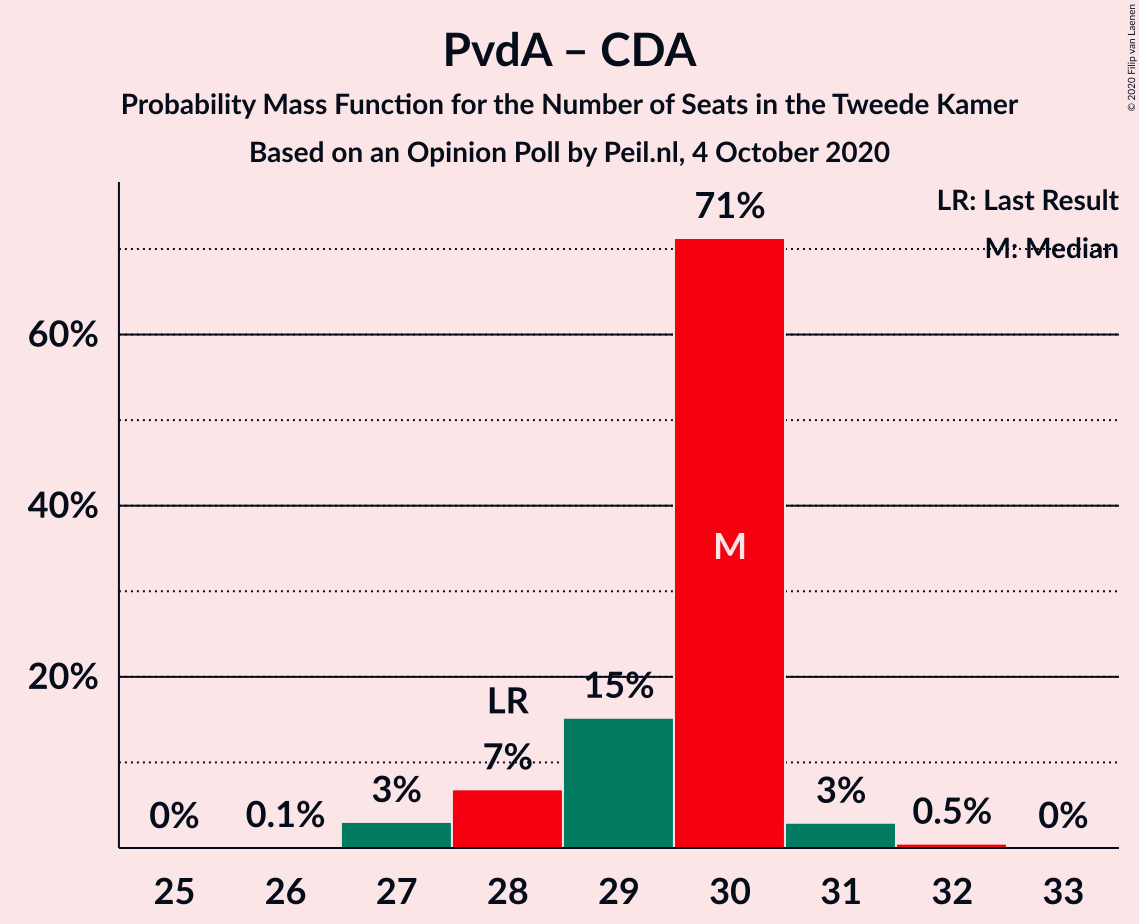 PvdA – CDA
Probability Mass Function for the Number of Seats in the Tweede Kamer
Based on an Opinion Poll by Peil.nl, 4 October 2020
© 2020 Filip van Laenen
LR: Last Result
M: Median
60%
40%
20%
0%
0.1%
3%
LR
7%
15%
71%
M
3%
0.5%
0%
25 26 27 28 29 30 31 32 33